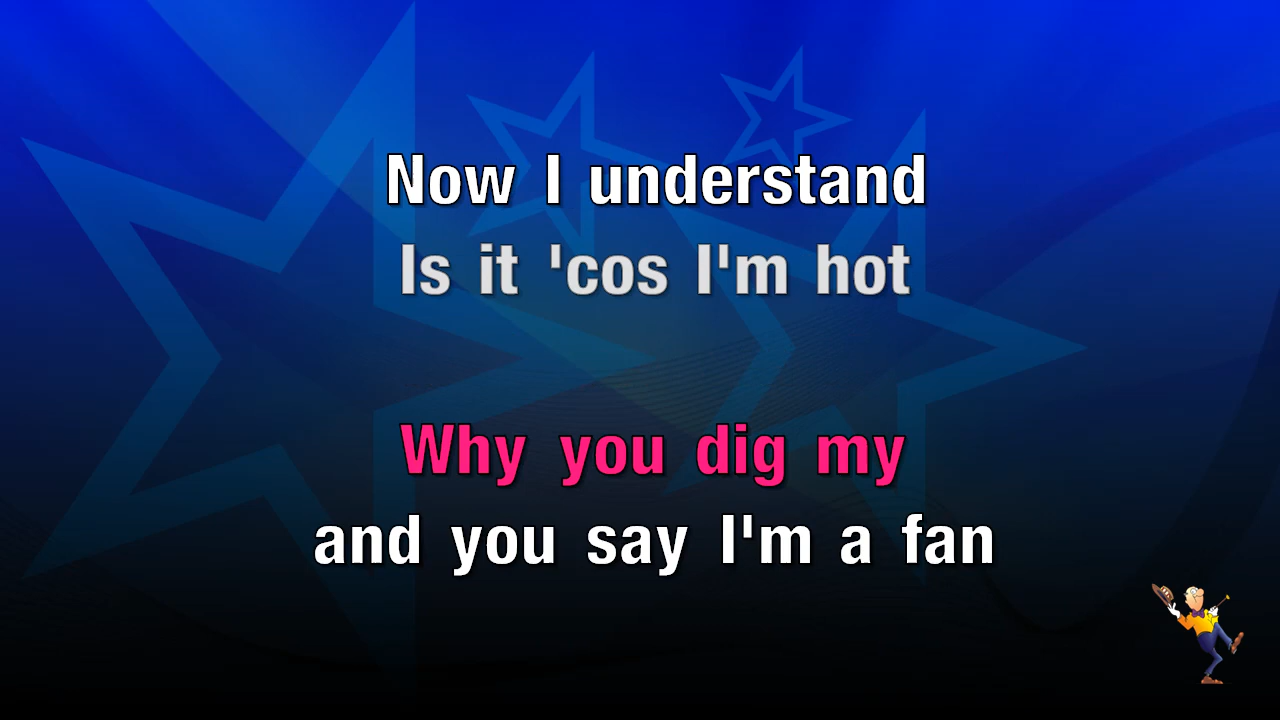 Now I understand
Is it 'cos I'm hot
Why you dig my
and you say I'm a fan